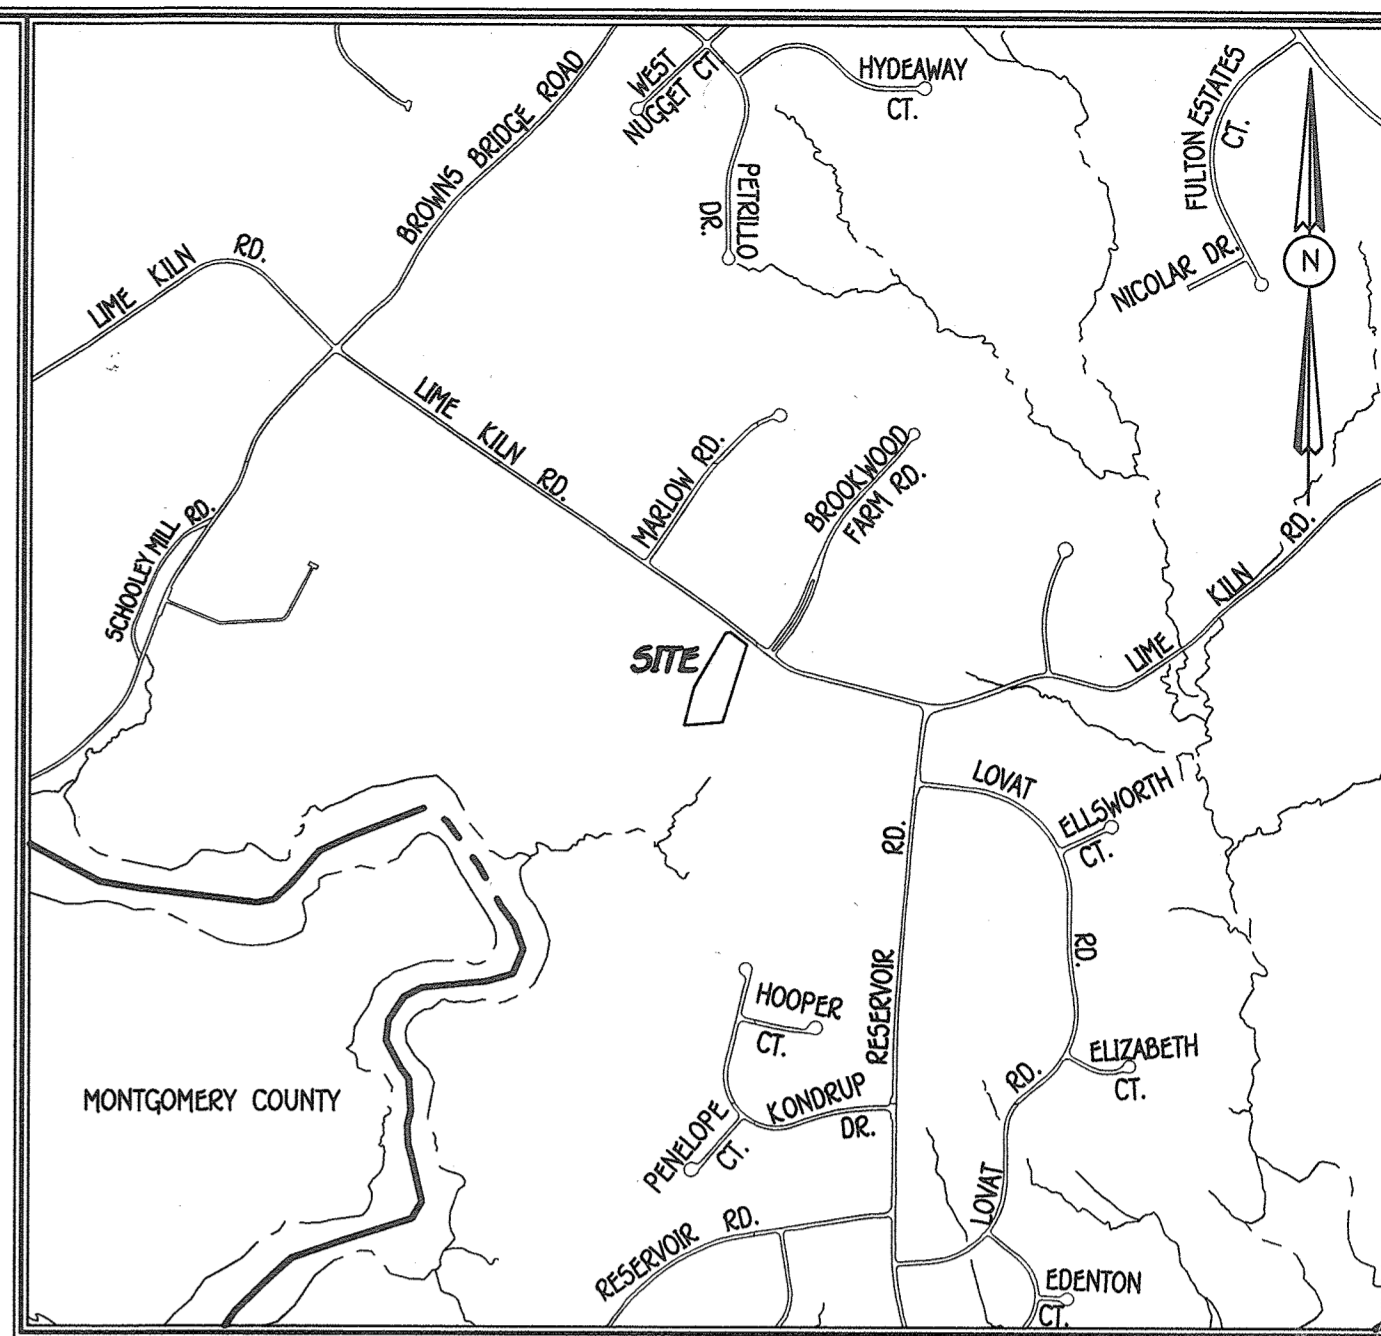 WEST
NUGGET CT.
HYDEAWAY
CT.
FULTON ESTATES
CT.
BROWNS BRIDGE ROAD
PETRILLO
DR.
LIME KILN RD.
NICOLAR DR.
N
LIME KILN RD.
MARLOW RD.
BROOKWOOD
FARM RD.
SCHOOLEY MILL RD.
LIME KILN RD.
SITE
LOVAT RD.
ELLSWORTH
CT.
RESERVOIR RD.
HOOPER
CT.
ELIZABETH
CT.
MONTGOMERY COUNTY
KONDRUP
DR.
PENELOPE
CT.
LOVAT RD.
RESERVOIR RD.
EDENTON
CT.